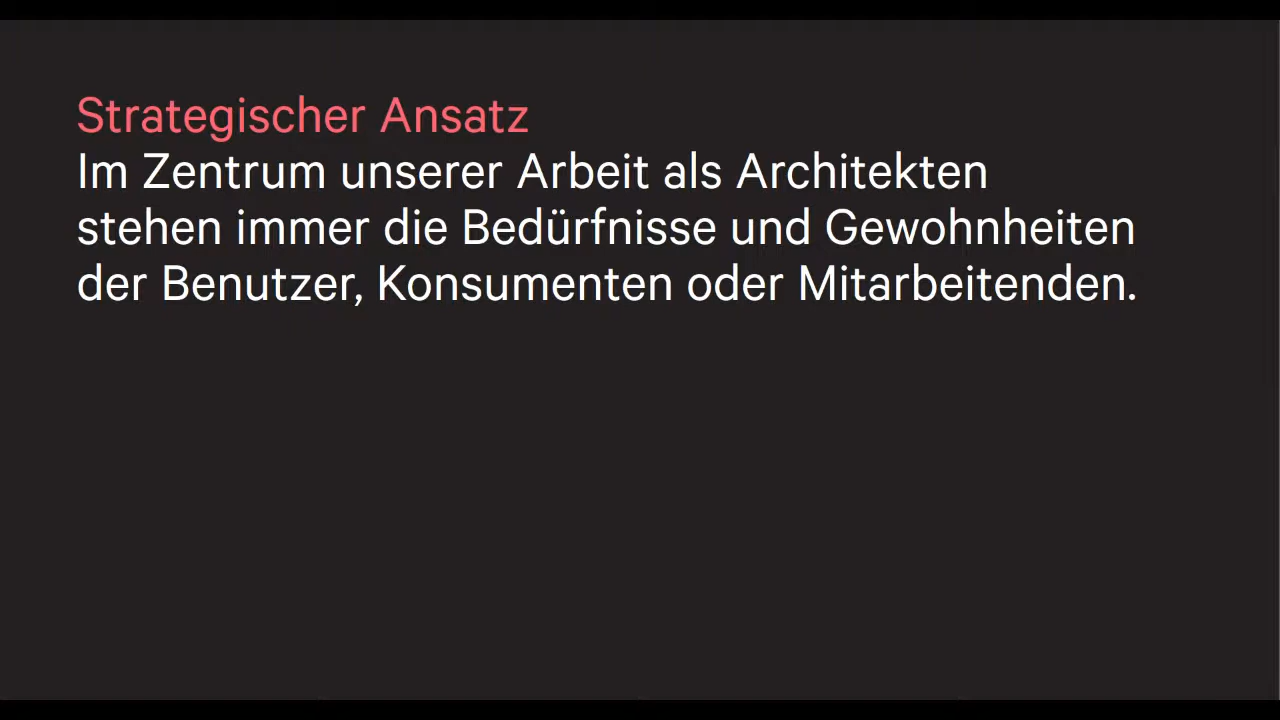 Strategischer Ansatz
Im Zentrum unserer Arbeit als Architekten
stehen immer die Bedürfnisse und Gewohnheiten
der Benutzer, Konsumenten oder Mitarbeitenden.